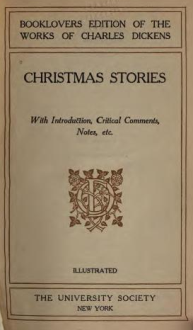 BOOKLOVERS EDITION OF THE
WORKS OF CHARLES DICKENS
CHRISTMAS STORIES
With Introduction, Critical Comments,
Notes, etc.
ILLUSTRATED
THE UNIVERSITY SOCIETY
NEW YORK